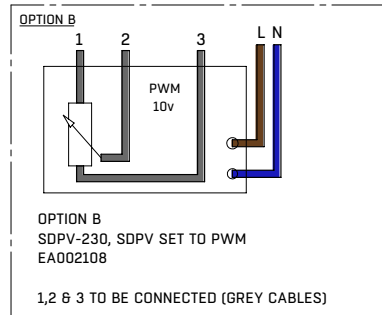 OPTION B
1 2 3 L N
PWM
10v
OPTION B
SDPV-230, SDPV SET TO PWM
EA002108
1,2 & 3 TO BE CONNECTED (GREY CABLES)